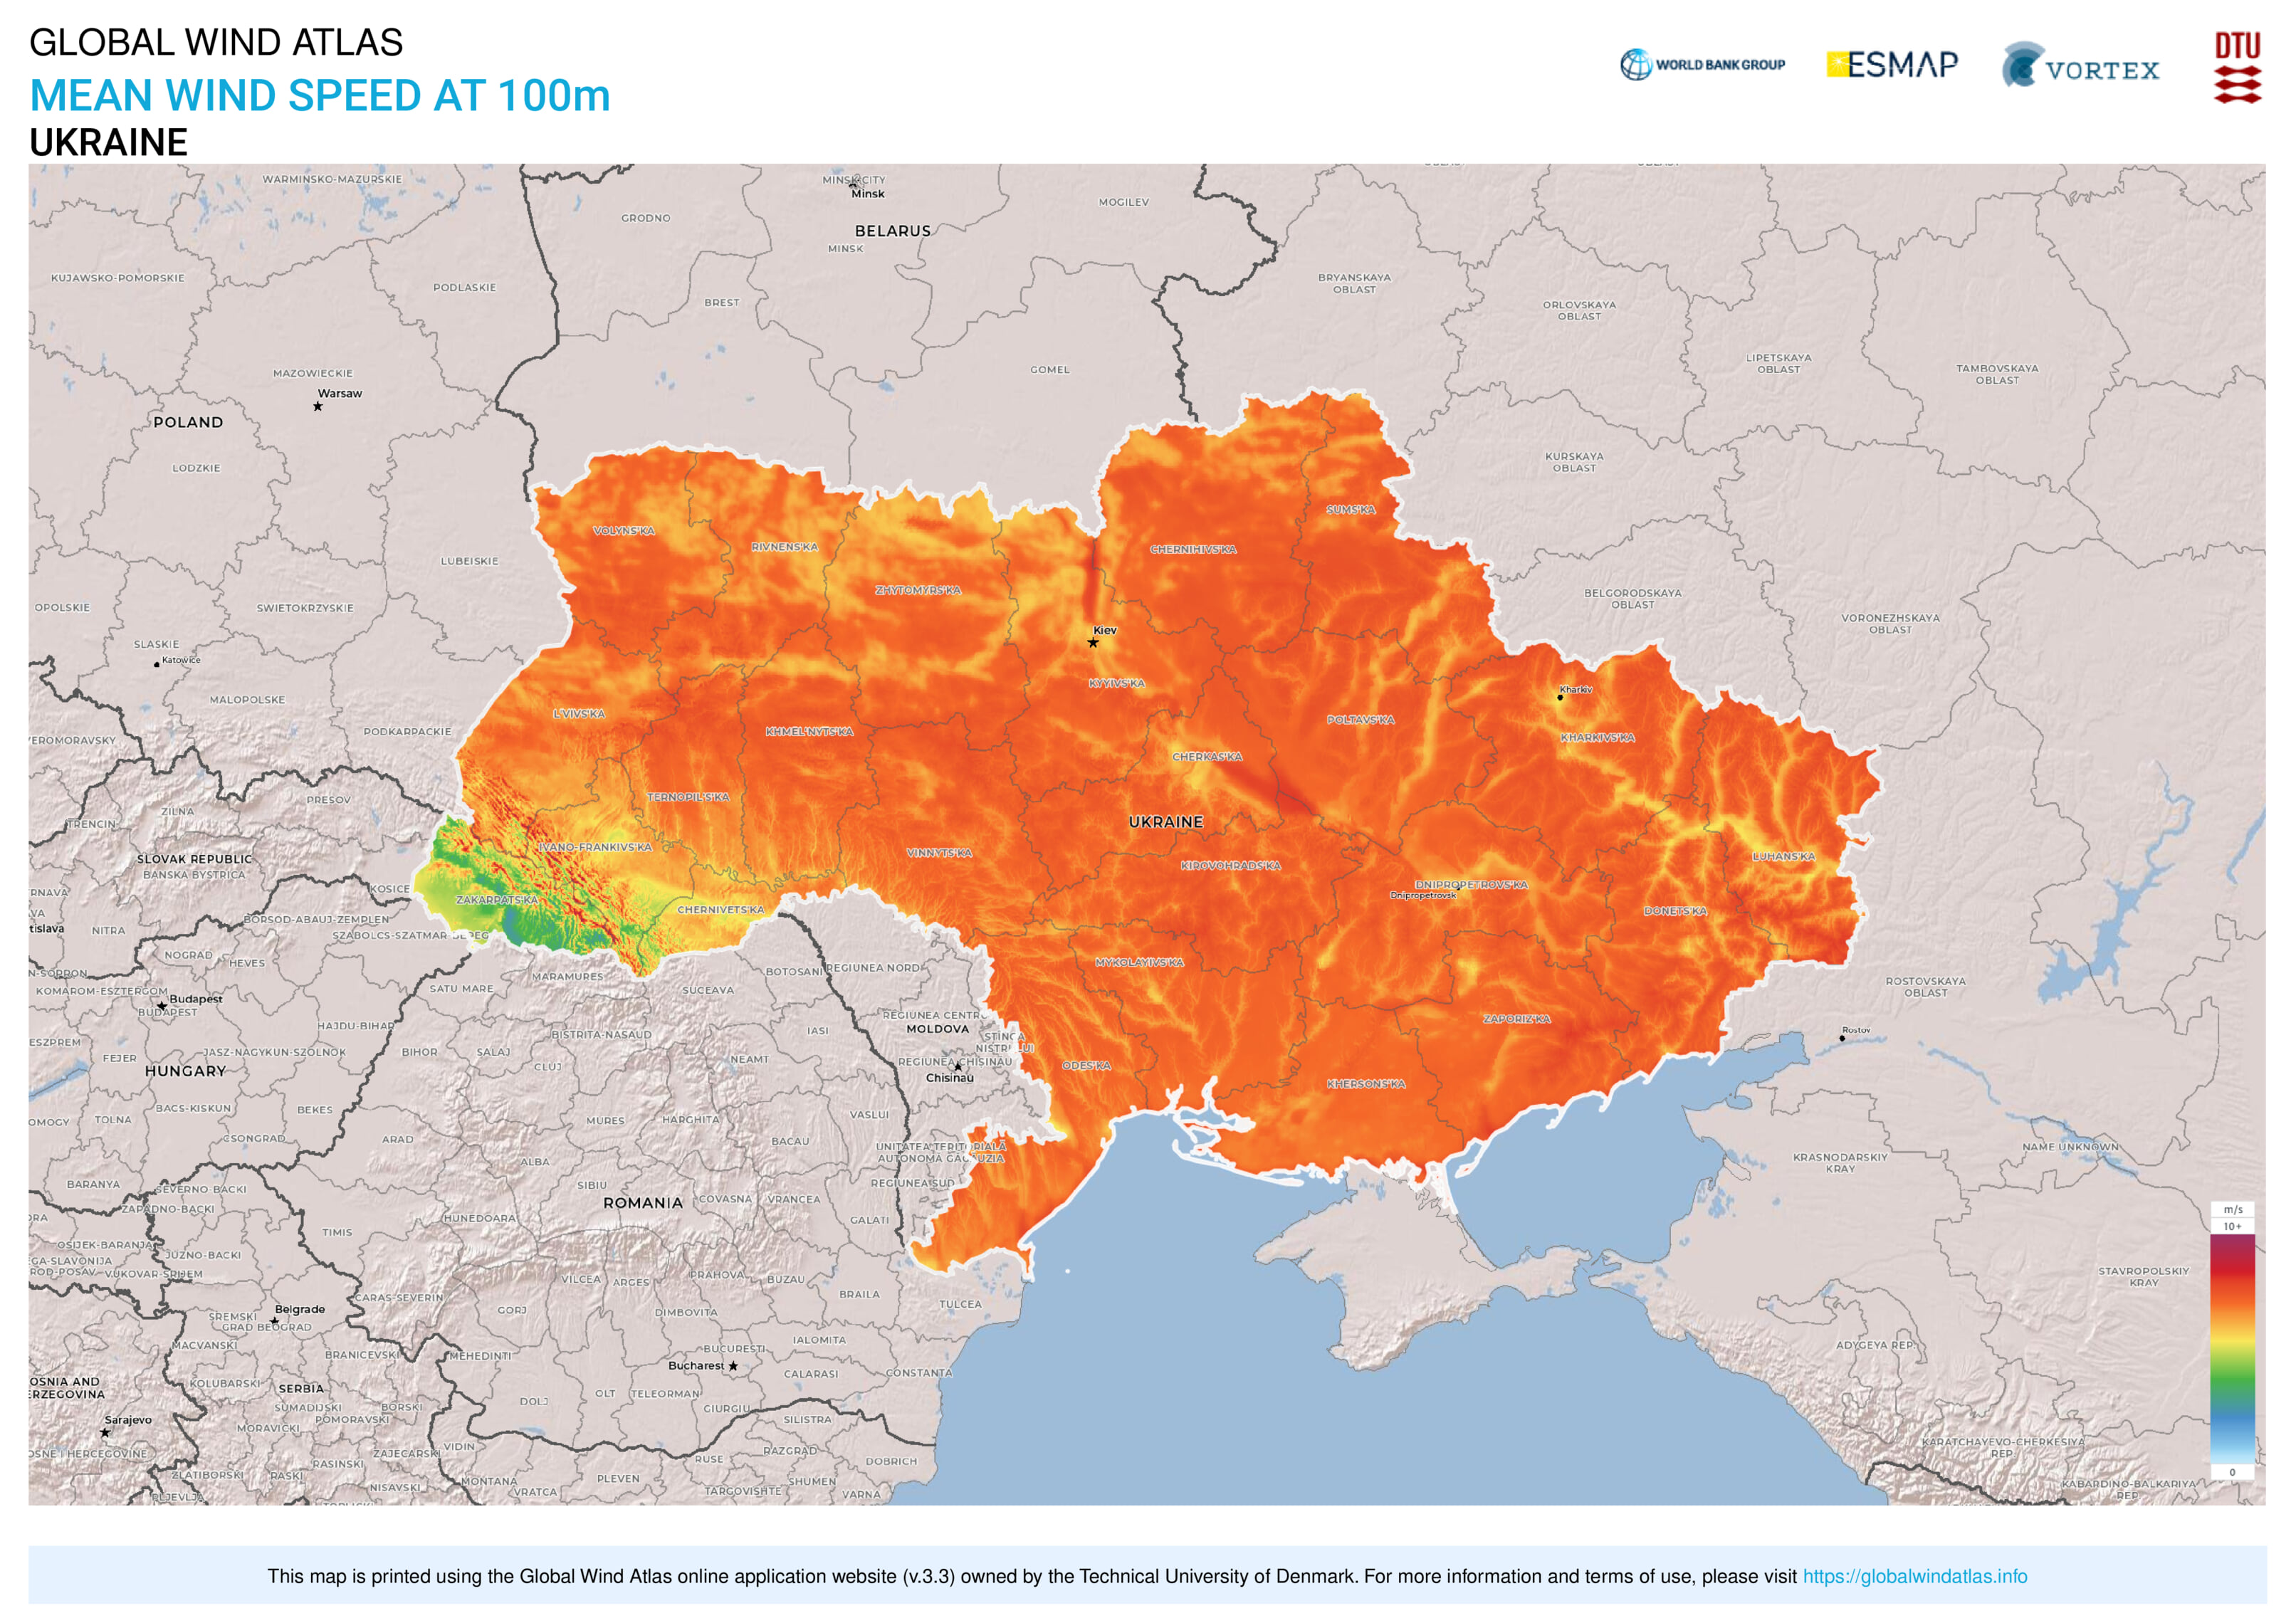 GLOBAL WIND ATLAS
MEAN WIND SPEED AT 100m
UKRAINE
WORLD BANK GROUP
ESMAP
VORTEX
DTU
WARMINSKO-MAZURSKIE
MINSK CITY
Minsk
GRODNO
MOGILEV
BELARUS
MINSK
KUJAWSKO-POMORSKIE
PODLASKIE
BREST
BRYANSKAYA
OBLAST
ORLOVSKAYA
OBLAST
MAZOWIECKIE
Warsaw
GOMEL
LIPETSKAYA
OBLAST
TAMBOVSKAYA
OBLAST
POLAND
LODZKIE
KURSKAYA
OBLAST
VOLYNS'KA
RIVNENS'KA
SUMS'KA
CHERNIHIVS'KA
LUBELSKIE
ZHYTOMYRS'KA
BELGORODSKAYA
OBLAST
OPOLSKIE
SWIETOKRZYSKIE
VORONEZHSKAYA
OBLAST
Kiev
SLASKIE
Katowice
KYYIVS'KA
Kharkiv
MALOPOLSKE
L'VIVS'KA
POLTAVS'KA
PODKARPACKIE
KHMEL'NYTS'KA
KHARKIVS'KA
VEROMORAVSKY
CHERKAS'KA
PRESOV
ZILNA
TERNOPIL'S'KA
TRENCIN
UKRAINE
IVANO-FRANKIVS'KA
VINNYTS'KA
LUHANS'KA
SLOVAK REPUBLIC
BANSKA BYSTRICA
KIROVOHRADS'KA
KOSICE
DNIPROPETROVS'KA
Dnipropetrovsk
RNAVA
ZAKARPATS'KA
CHERNIVETS'KA
DONETS'KA
VA
BORSOD-ABAUJ-ZEMPLEN
tislava
NITRA
SZABOLCS-SZATMAR-BEREG
NOGRAD
HEVES
MYKOLAYIVS'KA
N-SOPRON
MARAMURES
BOTOSANI
REGIUNEA NORD
KOMAROM-ESZTERGOM
SATU MARE
SUCEAVA
ROSTOVSKAYA
OBLAST
Budapest
BUDAPEST
REGIUNEA CENTRU
ZAPORIZ'KA
HAJDU-BIHAR
BISTRITA-NASAUD
IASI
MOLDOVA
Rostov
STÎNGA
NISTRULUI
ESZPREM
FEJER
JASZ-NAGYKUN-SZOLNOK
BIHOR
SALAJ
NEAMT
REGIUNEA CHISINAU
ODES'KA
HUNGARY
CLUJ
Chisinau
KHERSONS'KA
BACS-KISKUN
BEKES
OMOGY
TOLNA
MURES
HARGHITA
VASLUI
CSONGRAD
ARAD
BACAU
UNITATEA TERITORIALĂ
AUTONOMĂ GĂGĂUZIA
NAME UNKNOWN
KRASNODARSKIY
KRAY
ALBA
BARANYA
SEVERNO BACKI
SIBIU
REGIUNEA SUD
ROMANIA
COVASNA
VRANCEA
ZAPADNO-BACKI
DRA
HUNEDOARA
GALATI
m/s
10+
TIMIS
OSIJEK-BARANJA
JUZNO-BACKI
GA-SLAVONIJA
ROD-POSAV
VUKOVAR-SRIJEM
STAVROPOLSKIY
KRAY
VILCEA
ARGES
PRAHOVA
BUZAU
CARAS-SEVERIN
BRAILA
TULCEA
Belgrade
GORJ
DIMBOVITA
SREMSKI
GRAD BEOGRAD
MACVANSKI
IALOMITA
ADYGEYA REP.
BRANICEVSKI
MEHEDINTI
BUCURESTI
Bucharest
CALARASI
CONSTANTA
OSNIA AND
ERZEGOVINA
KOLUBARSKI
SERBIA
OLT
TELEORMAN
DOLJ
SUMADIJSKI
BORSKI
GIURGIU
Sarajevo
POMORAVSKI
SILISTRA
MORAVICKI
KARATCHAYEVO-CHERKESIYA
REP.
OSNE I HERCEGOVINE
ZAJECARSKI
VIDIN
RAZGRAD
RASINSKI
RUSE
DOBRICH
ZLATIBORSKI
RASKI
0
NISAVSKI
MONTANA
PLEVEN
SHUMEN
KABARDINO-BALKARIYA
REP.
VRATCA
TARGOVISHTE
VARNA
PLJEVLJA
This map is printed using the Global Wind Atlas online application website (v.3.3) owned by the Technical University of Denmark. For more information and terms of use, please visit https://globalwindatlas.info